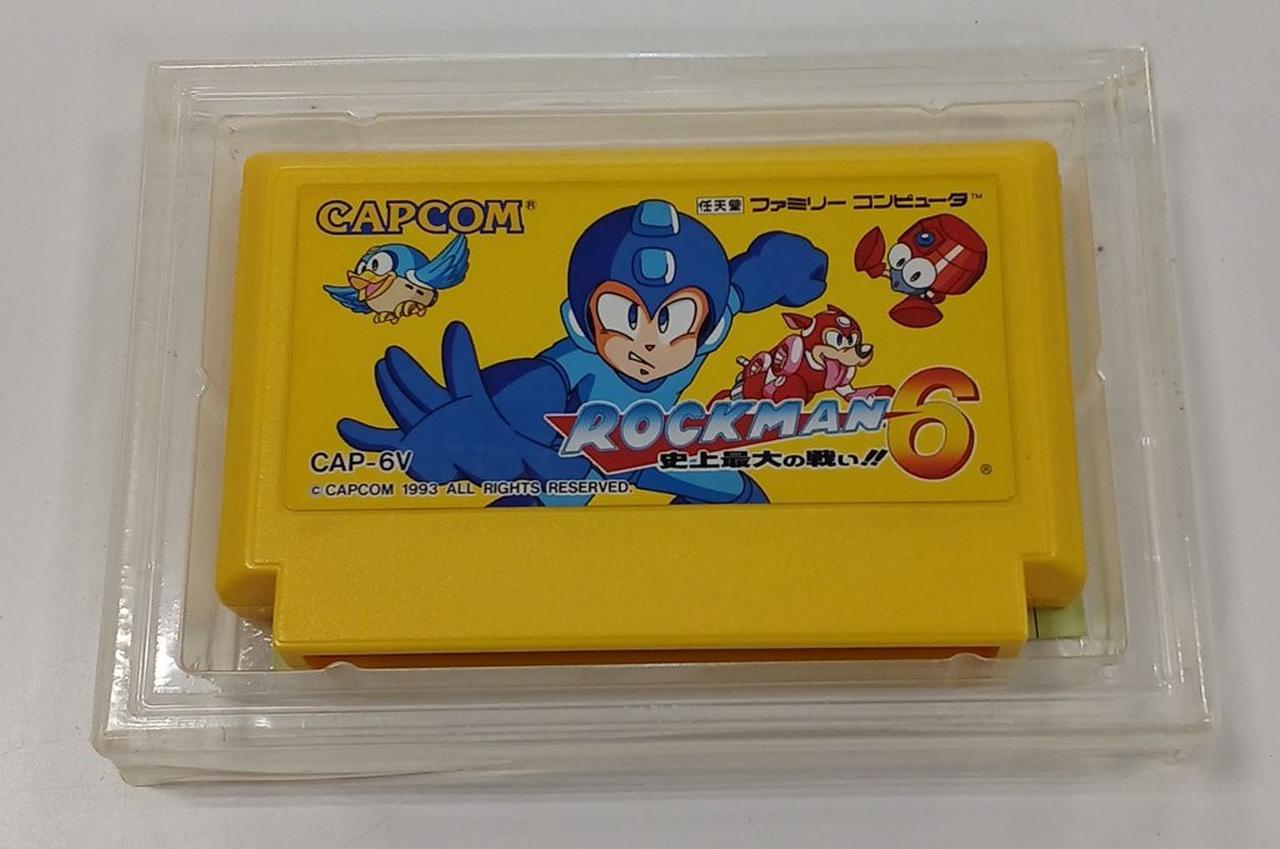 CAPCOM®
任天堂 ファミリー コンピュータ™
ROCKMAN 6
史上最大の戦い!! ®
CAP-6V
© CAPCOM 1993 ALL RIGHTS RESERVED.